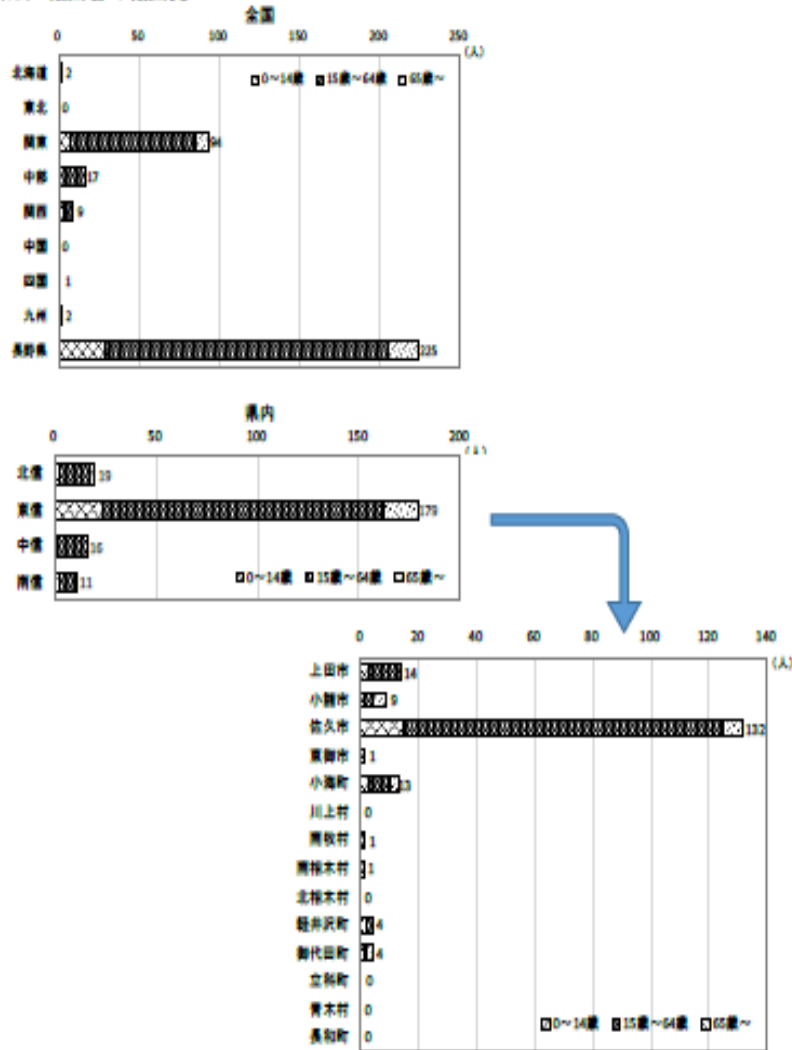 全国
0 50 100 150 200 250
(人)
0～14歳 15歳～64歳 65歳～
北海道 2
東北 0
関東 94
中部 17
関西 9
中国 0
四国 1
九州 2
長野県 225
県内
0 50 100 150 200
(人)
北信 19
東信 179
中信 16
南信 11
0～14歳 15歳～64歳 65歳～
0 20 40 60 80 100 120 140
(人)
上田市 14
小諸市 9
佐久市 132
東御市 1
小海町 13
川上村 0
南牧村 1
南相木村 1
北相木村 0
軽井沢町 4
御代田町 4
立科町 0
青木村 0
長和町 0
0～14歳 15歳～64歳 65歳～